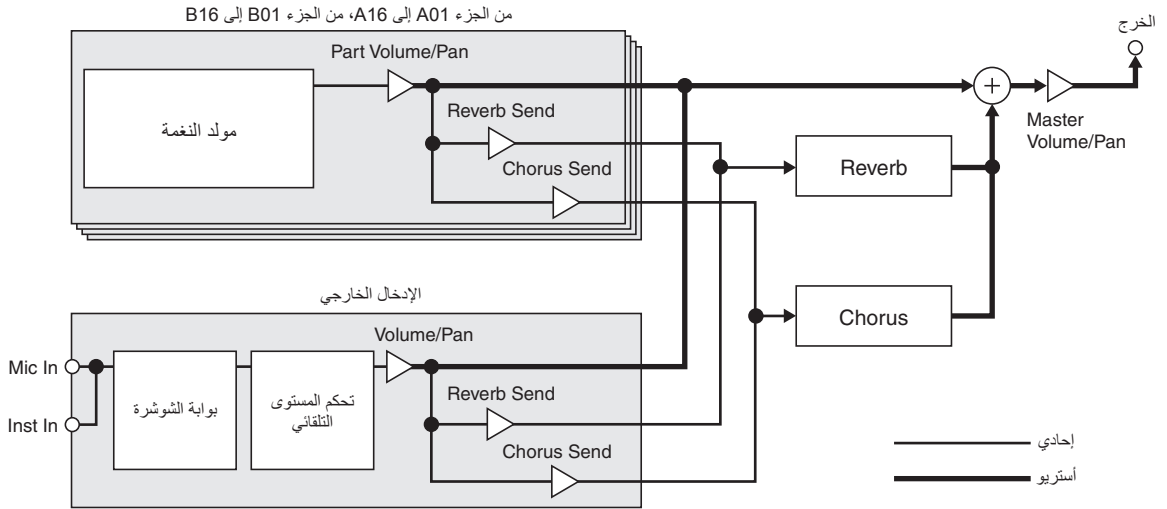 من الجزء A01 إلى A16، من الجزء B01 إلى B16
الخرج
Part Volume/Pan
مولد النغمة
Reverb Send
Chorus Send
Master
Volume/Pan
Reverb
الإدخال الخارجي
Chorus
Volume/Pan
Mic In
Inst In
بوابة الشوشرة
تحكم المستوى
التلقائي
Reverb Send
Chorus Send
إحادي
أستريو